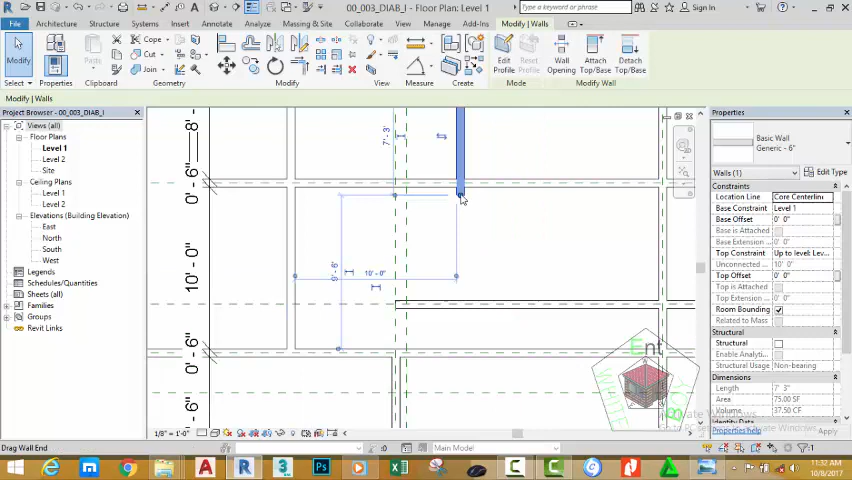 00_003_DIAB_I - Floor Plan: Level 1
Type a keyword or phrase
Sign In
File
Architecture
Structure
Systems
Insert
Annotate
Analyze
Massing & Site
Collaborate
View
Manage
Add-Ins
Modify | Walls
Modify
Select
Properties
Paste
Clipboard
Cope
Cut
Join
Geometry
Modify
View
Measure
Create
Edit
Profile
Mode
Wall
Opening
Attach
Top/Base
Detach
Top/Base
Modify Wall
Modify | Walls
Project Browser - 00_003_DIAB_I
Views (all)
Floor Plans
Level 1
Level 2
Site
Ceiling Plans
Level 1
Level 2
Elevations (Building Elevation)
East
North
South
West
Legends
Schedules/Quantities
Sheets (all)
Families
Groups
Revit Links
8'
0' - 6"
10' - 0"
0' - 6"
7' - 3"
9' - 6"
10' - 0"
Properties
Basic Wall
Generic - 6"
Walls (1)
Edit Type
Constraints
Location Line
Core Centerline
Base Constraint
Level 1
Base Offset
0' 0"
Base is Attached
Base Extension
Top Constraint
Up to level: Leve
Unconnected
10' 0"
Top Offset
0' 0"
Top is Attached
Top Extension
Room Bounding
Related to Mass
Structural
Structural
Enable Analytic
Structural Usage
Non-bearing
Dimensions
Length
7' 3"
Area
75.00 SF
Volume
37.50 CF
Identity Data
Properties help
Apply
Ent
WHITE
BOY
1/8" = 1'-0"
Drag Wall End
:0
Main Model
11:32 AM
10/8/2017